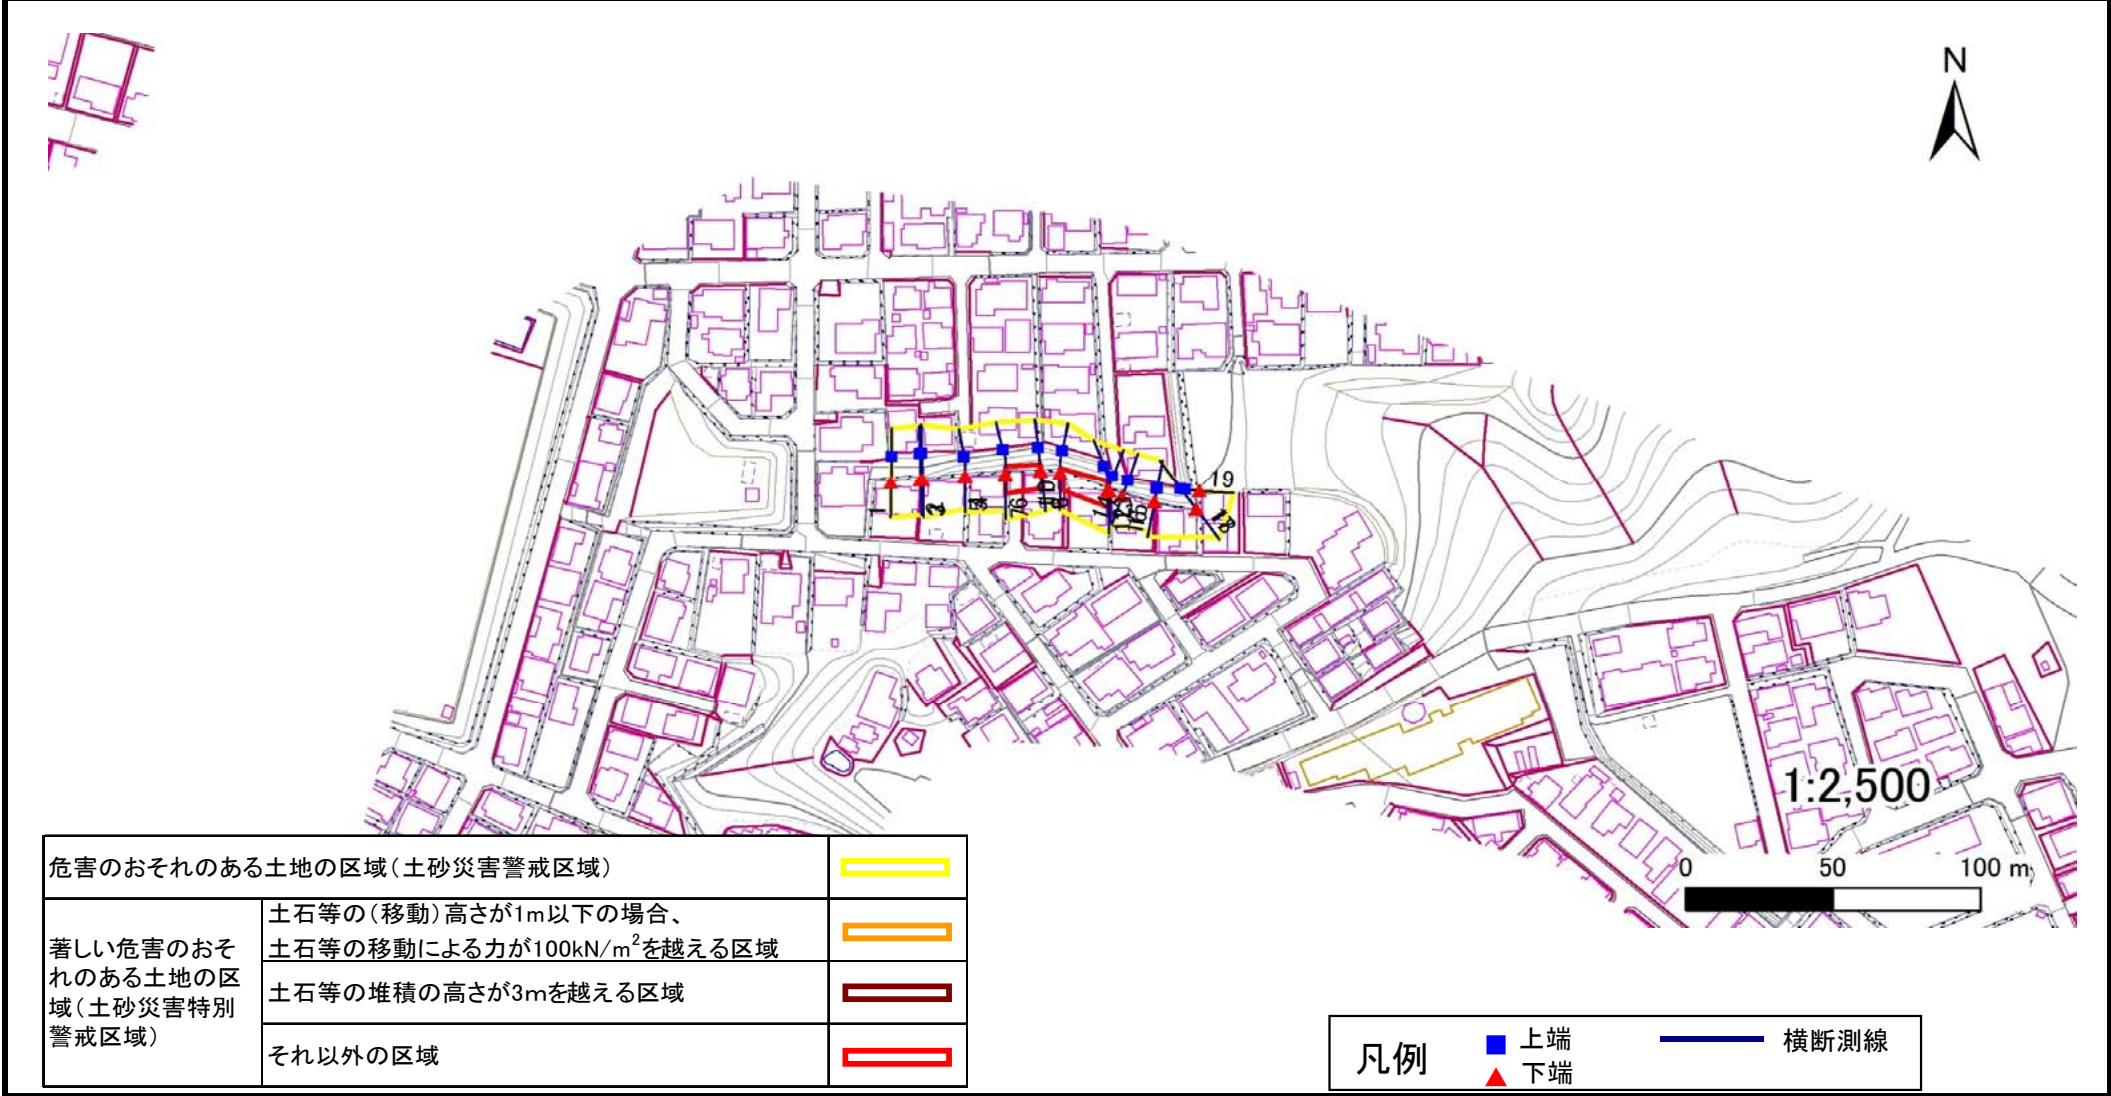 N
19
18
1
1:2,500
0 50 100 m
危害のおそれのある土地の区域(土砂災害警戒区域)
著しい危害のおそ
れのある土地の区
域(土砂災害特別
警戒区域)
土石等の(移動)高さが1m以下の場合、
土石等の移動による力が100kN/m²を越える区域
土石等の堆積の高さが3mを越える区域
それ以外の区域
凡例
上端
下端
横断測線